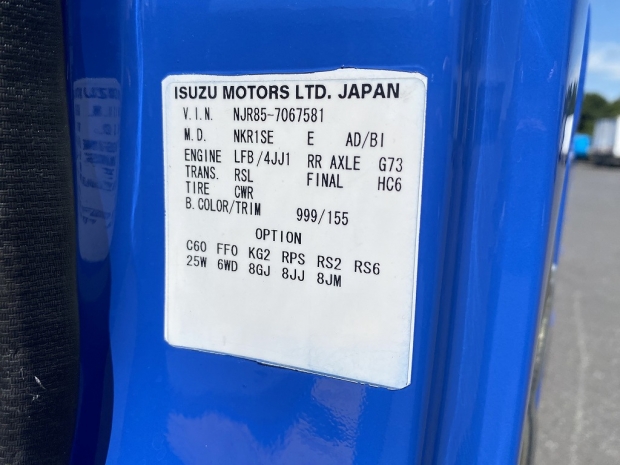 ISUZU MOTORS LTD. JAPAN
V.I.N. NJR85-7067581
M.D. NKR1SE E AD/BI
ENGINE LFB/4JJ1 RR AXLE G73
TRANS. RSL FINAL HC6
TIRE CWR
B.COLOR/TRIM 999/155
OPTION
C60 FF0 KG2 RPS RS2 RS6
25W 6WD 8GJ 8JJ 8JM